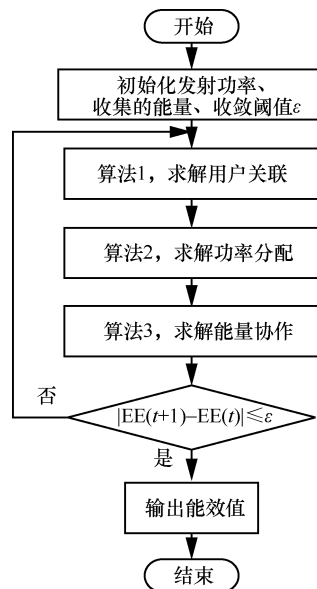 开始
初始化发射功率、
收集的能量、收敛阈值ε
算法1，求解用户关联
算法2，求解功率分配
算法3，求解能量协作
否
|EE(t+1)−EE(t)|≤ε
是
输出能效值
结束